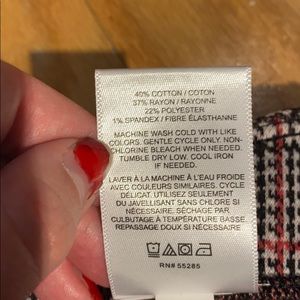 40% COTTON / COTON
37% RAYON / RAYONNE
22% POLYESTER
1% SPANDEX / FIBRE ÉLASTHANNE
MACHINE WASH COLD WITH LIKE
COLORS. GENTLE CYCLE ONLY. NON-
CHLORINE BLEACH WHEN NEEDED.
TUMBLE DRY LOW. COOL IRON
IF NEEDED.
LAVER À LA MACHINE À L'EAU FROIDE
AVEC COULEURS SIMILAIRES. CYCLE
DÉLICAT. UTILISEZ SEULEMENT
DU JAVELLISANT SANS CHLORE SI
NÉCESSAIRE. SÉCHAGE PAR
CULBUTAGE À TEMPÉRATURE BASSE.
REPASSAGE DOUX SI NÉCESSAIRE
RN# 55285